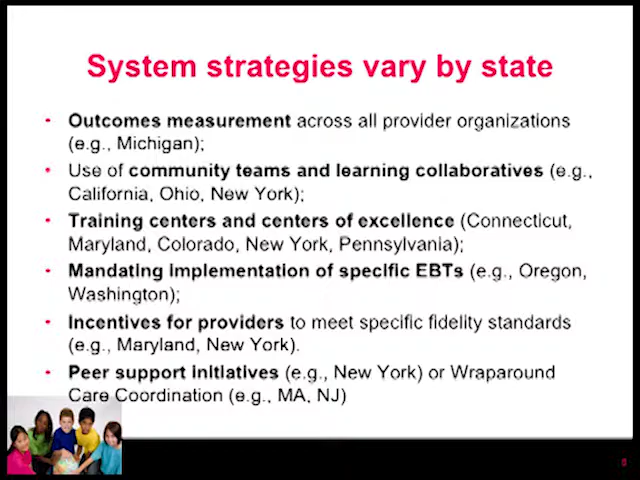 System strategies vary by state
• Outcomes measurement across all provider organizations
(e.g., Michigan);
• Use of community teams and learning collaboratives (e.g.,
California, Ohio, New York);
• Training centers and centers of excellence (Connecticut,
Maryland, Colorado, New York, Pennsylvania);
• Mandating implementation of specific EBTs (e.g., Oregon,
Washington);
• Incentives for providers to meet specific fidelity standards
(e.g., Maryland, New York).
• Peer support initiatives (e.g., New York) or Wraparound
Care Coordination (e.g., MA, NJ)